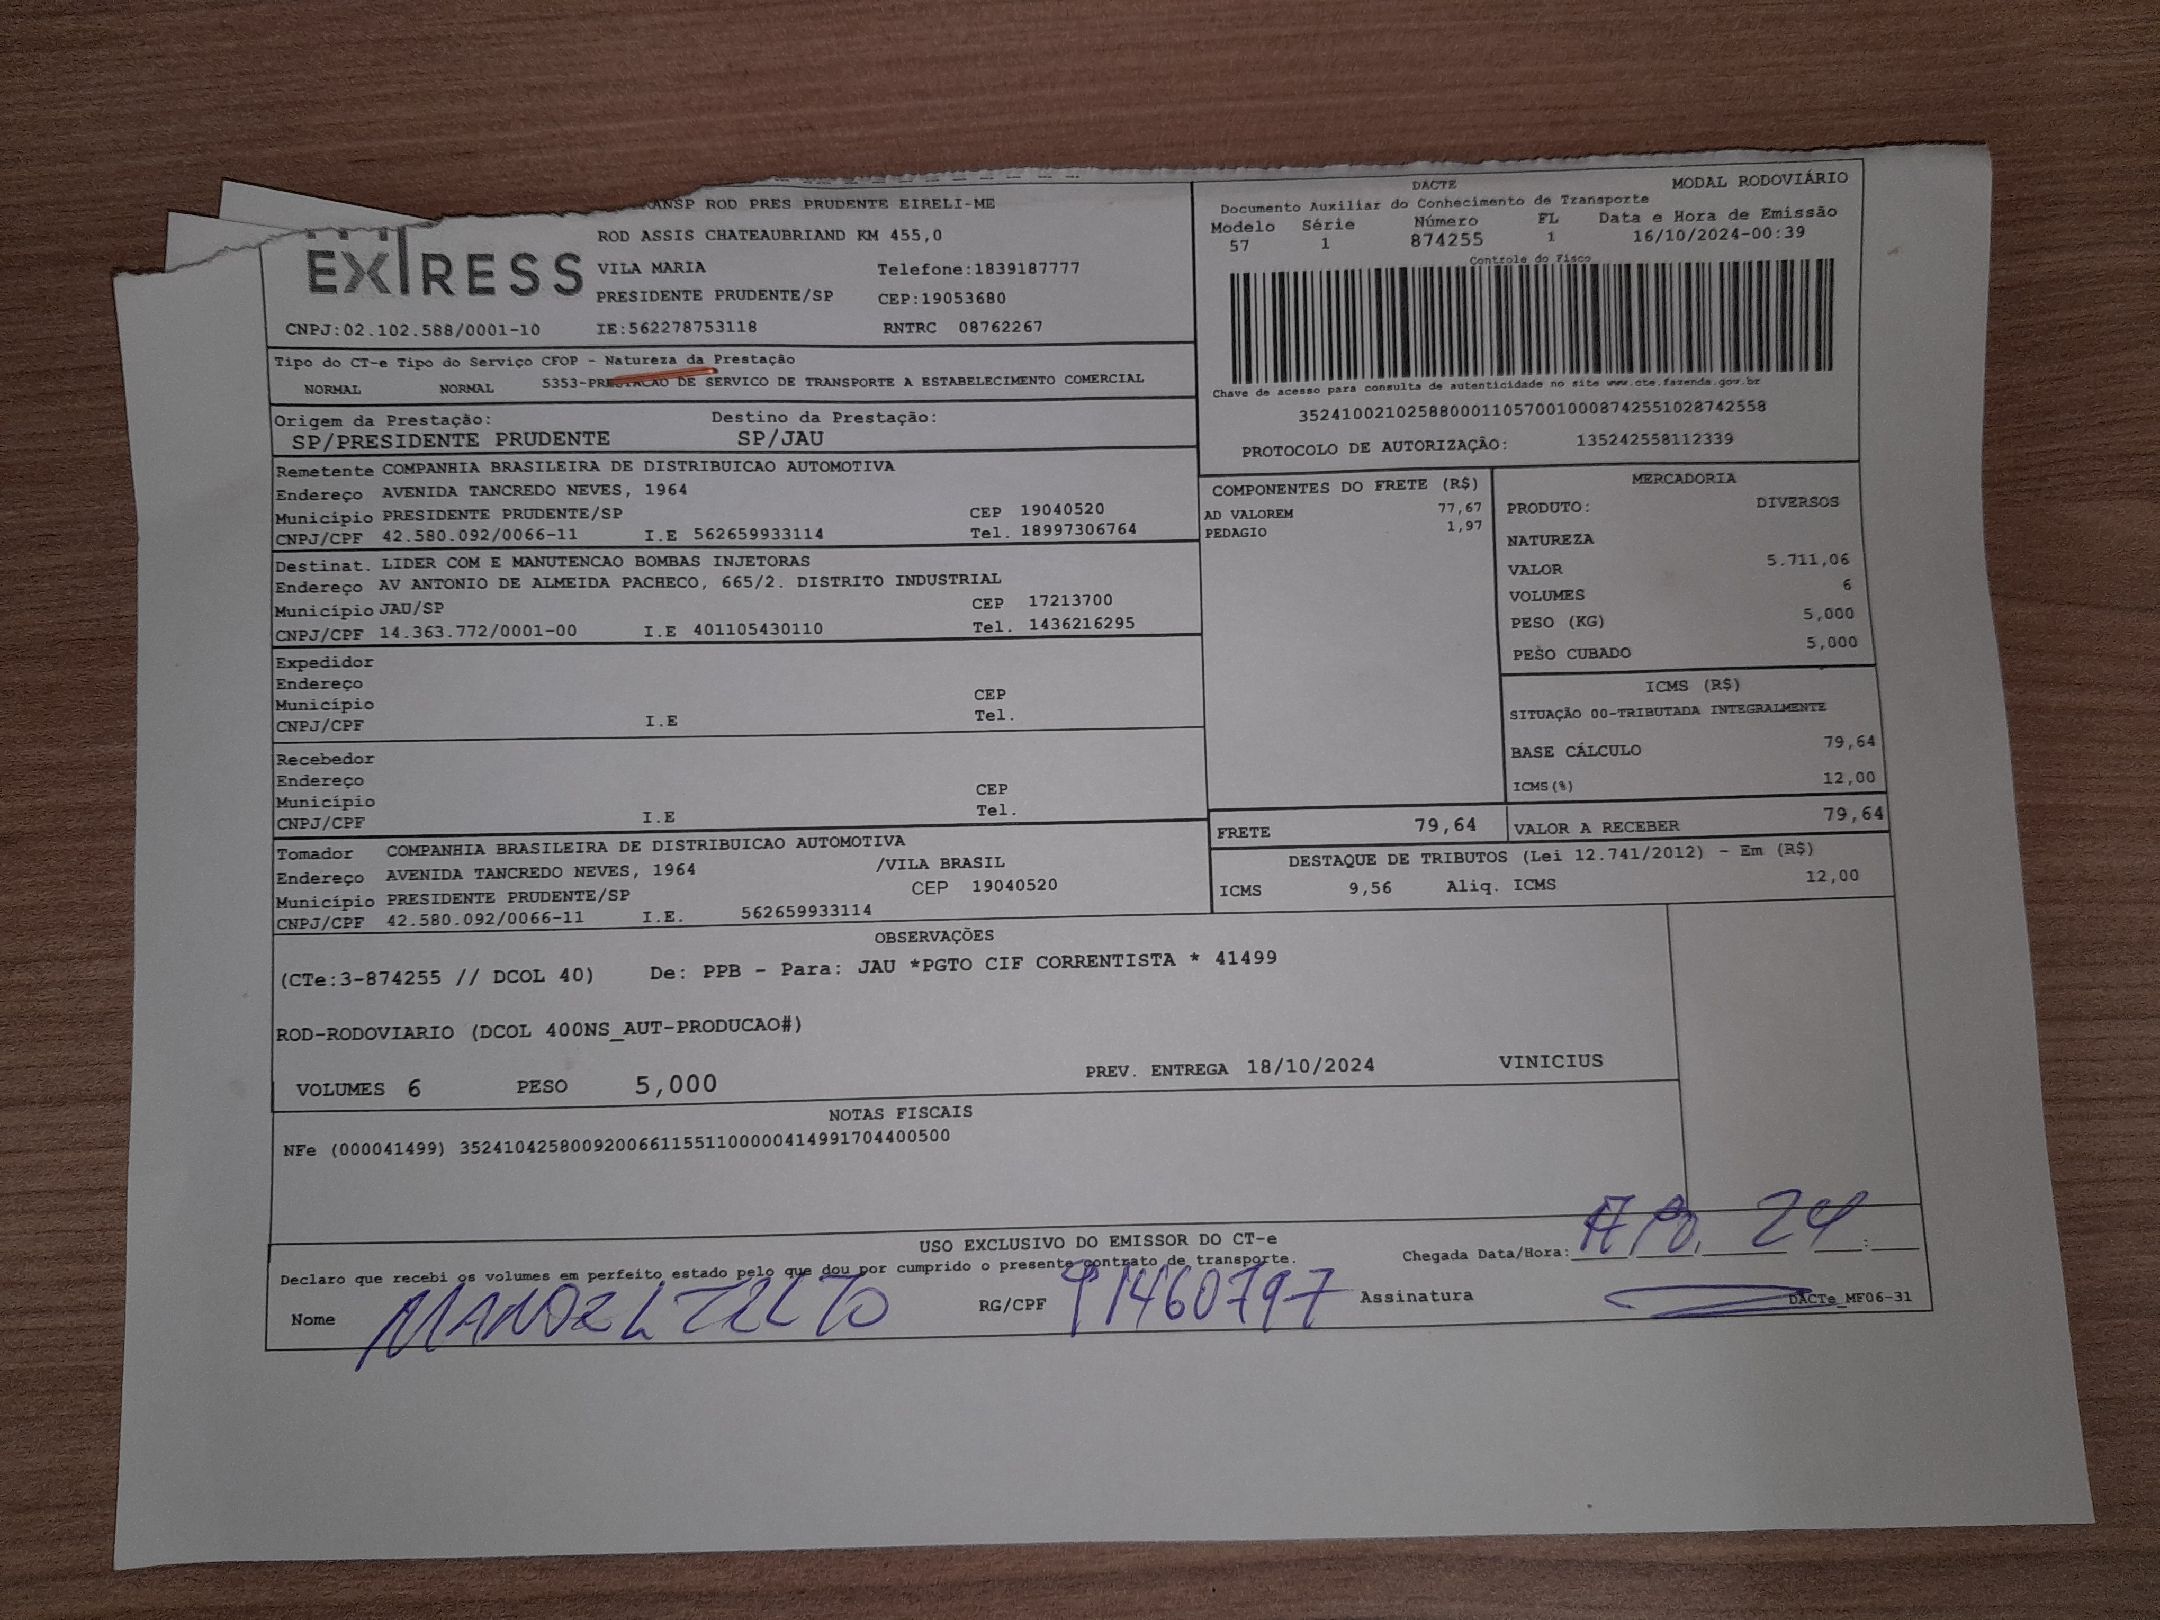 ROD PRES PRUDENTE EIRELI-ME
EXPRESS
ROD ASSIS CHATEAUBRIAND KM 455,0
VILA MARIA Telefone:1839187777
PRESIDENTE PRUDENTE/SP CEP:19053680
CNPJ:02.102.588/0001-10 IE:562278753118 RNTRC 08762267
DACTE MODAL RODOVIÁRIO
Documento Auxiliar do Conhecimento de Transporte
Modelo Série Número FL Data e Hora de Emissão
57 1 874255 1 16/10/2024-00:39
Controle do Fisco
Chave de acesso para consulta de autenticidade no site www.cte.fazenda.gov.br
35241002102588000110570010008742551028742558
PROTOCOLO DE AUTORIZAÇÃO: 135242558112339
Tipo do CT-e Tipo do Serviço CFOP - Natureza da Prestação
NORMAL NORMAL 5353-PRESTACAO DE SERVICO DE TRANSPORTE A ESTABELECIMENTO COMERCIAL
Origem da Prestação: Destino da Prestação:
SP/PRESIDENTE PRUDENTE SP/JAU
Remetente COMPANHIA BRASILEIRA DE DISTRIBUICAO AUTOMOTIVA
Endereço AVENIDA TANCREDO NEVES, 1964
Município PRESIDENTE PRUDENTE/SP CEP 19040520
CNPJ/CPF 42.580.092/0066-11 I.E 562659933114 Tel. 18997306764
Destinat. LIDER COM E MANUTENCAO BOMBAS INJETORAS
Endereço AV ANTONIO DE ALMEIDA PACHECO, 665/2. DISTRITO INDUSTRIAL
Município JAU/SP CEP 17213700
CNPJ/CPF 14.363.772/0001-00 I.E 401105430110 Tel. 1436216295
Expedidor
Endereço
Município CEP
CNPJ/CPF I.E Tel.
Recebedor
Endereço
Município CEP
CNPJ/CPF I.E Tel.
Tomador COMPANHIA BRASILEIRA DE DISTRIBUICAO AUTOMOTIVA
Endereço AVENIDA TANCREDO NEVES, 1964 /VILA BRASIL
Município PRESIDENTE PRUDENTE/SP CEP 19040520
CNPJ/CPF 42.580.092/0066-11 I.E. 562659933114
COMPONENTES DO FRETE (R$)
AD VALOREM 77,67
PEDAGIO 1,97
MERCADORIA
PRODUTO: DIVERSOS
NATUREZA
VALOR 5.711,06
VOLUMES 6
PESO (KG) 5,000
PESO CUBADO 5,000
ICMS (R$)
SITUAÇÃO 00-TRIBUTADA INTEGRALMENTE
BASE CÁLCULO 79,64
ICMS(%) 12,00
FRETE 79,64 VALOR A RECEBER 79,64
DESTAQUE DE TRIBUTOS (Lei 12.741/2012) - Em (R$)
ICMS 9,56 Aliq. ICMS 12,00
OBSERVAÇÕES
(CTe:3-874255 // DCOL 40) De: PPB - Para: JAU *PGTO CIF CORRENTISTA * 41499
ROD-RODOVIARIO (DCOL 400NS_AUT-PRODUCAO#)
VOLUMES 6 PESO 5,000 PREV. ENTREGA 18/10/2024 VINICIUS
NOTAS FISCAIS
NFe (000041499) 35241042580092006611551100000414991704400500
USO EXCLUSIVO DO EMISSOR DO CT-e
Declaro que recebi os volumes em perfeito estado pelo que dou por cumprido o presente contrato de transporte.
Chegada Data/Hora: 24
Nome MANOEL RG/CPF 91460797 Assinatura DACTe_MF06-31